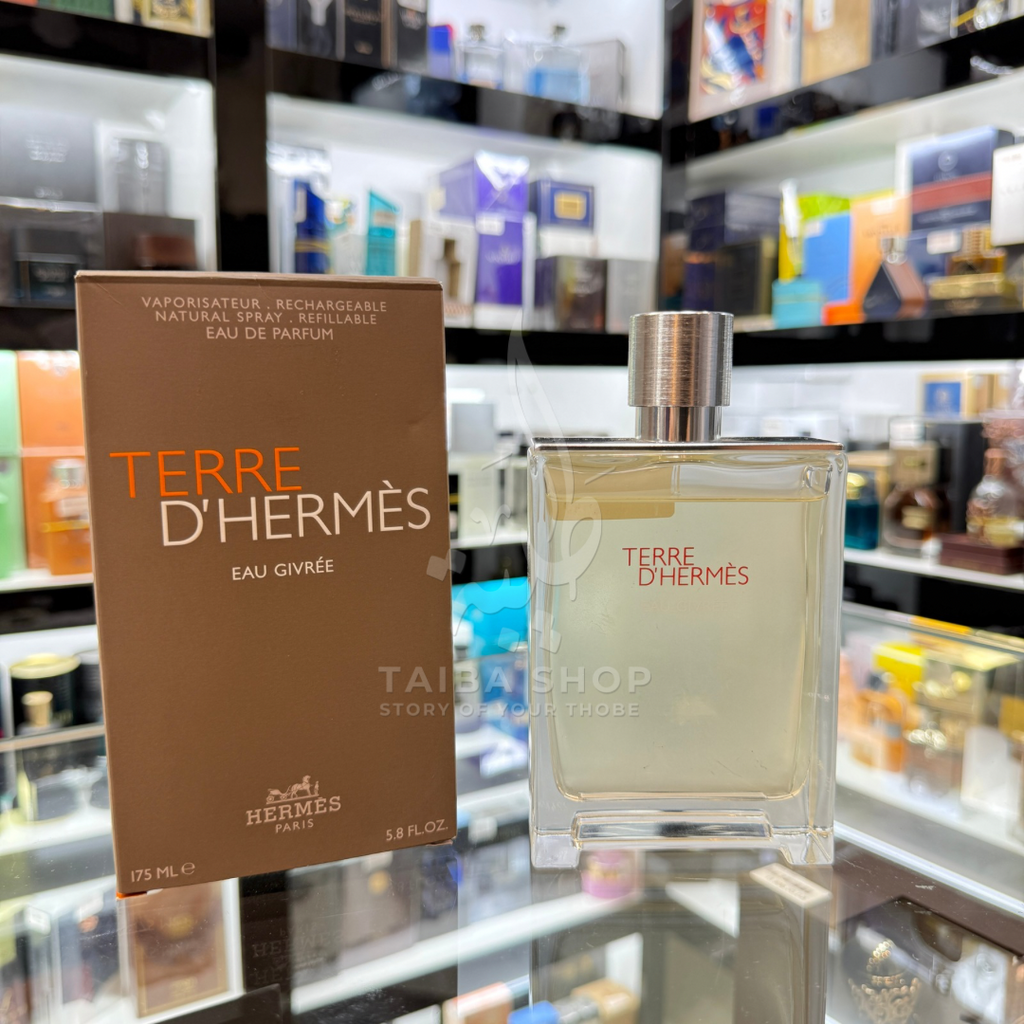 VAPORISATEUR . RECHARGEABLE
NATURAL SPRAY . REFILLABLE
EAU DE PARFUM
TERRE
D'HERMÈS
EAU GIVRÉE
HERMÈS
PARIS
175 ML ℮
5.8 FL.OZ.
TERRE
D'HERMÈS
TAIBA SHOP
STORY OF YOUR THOBE